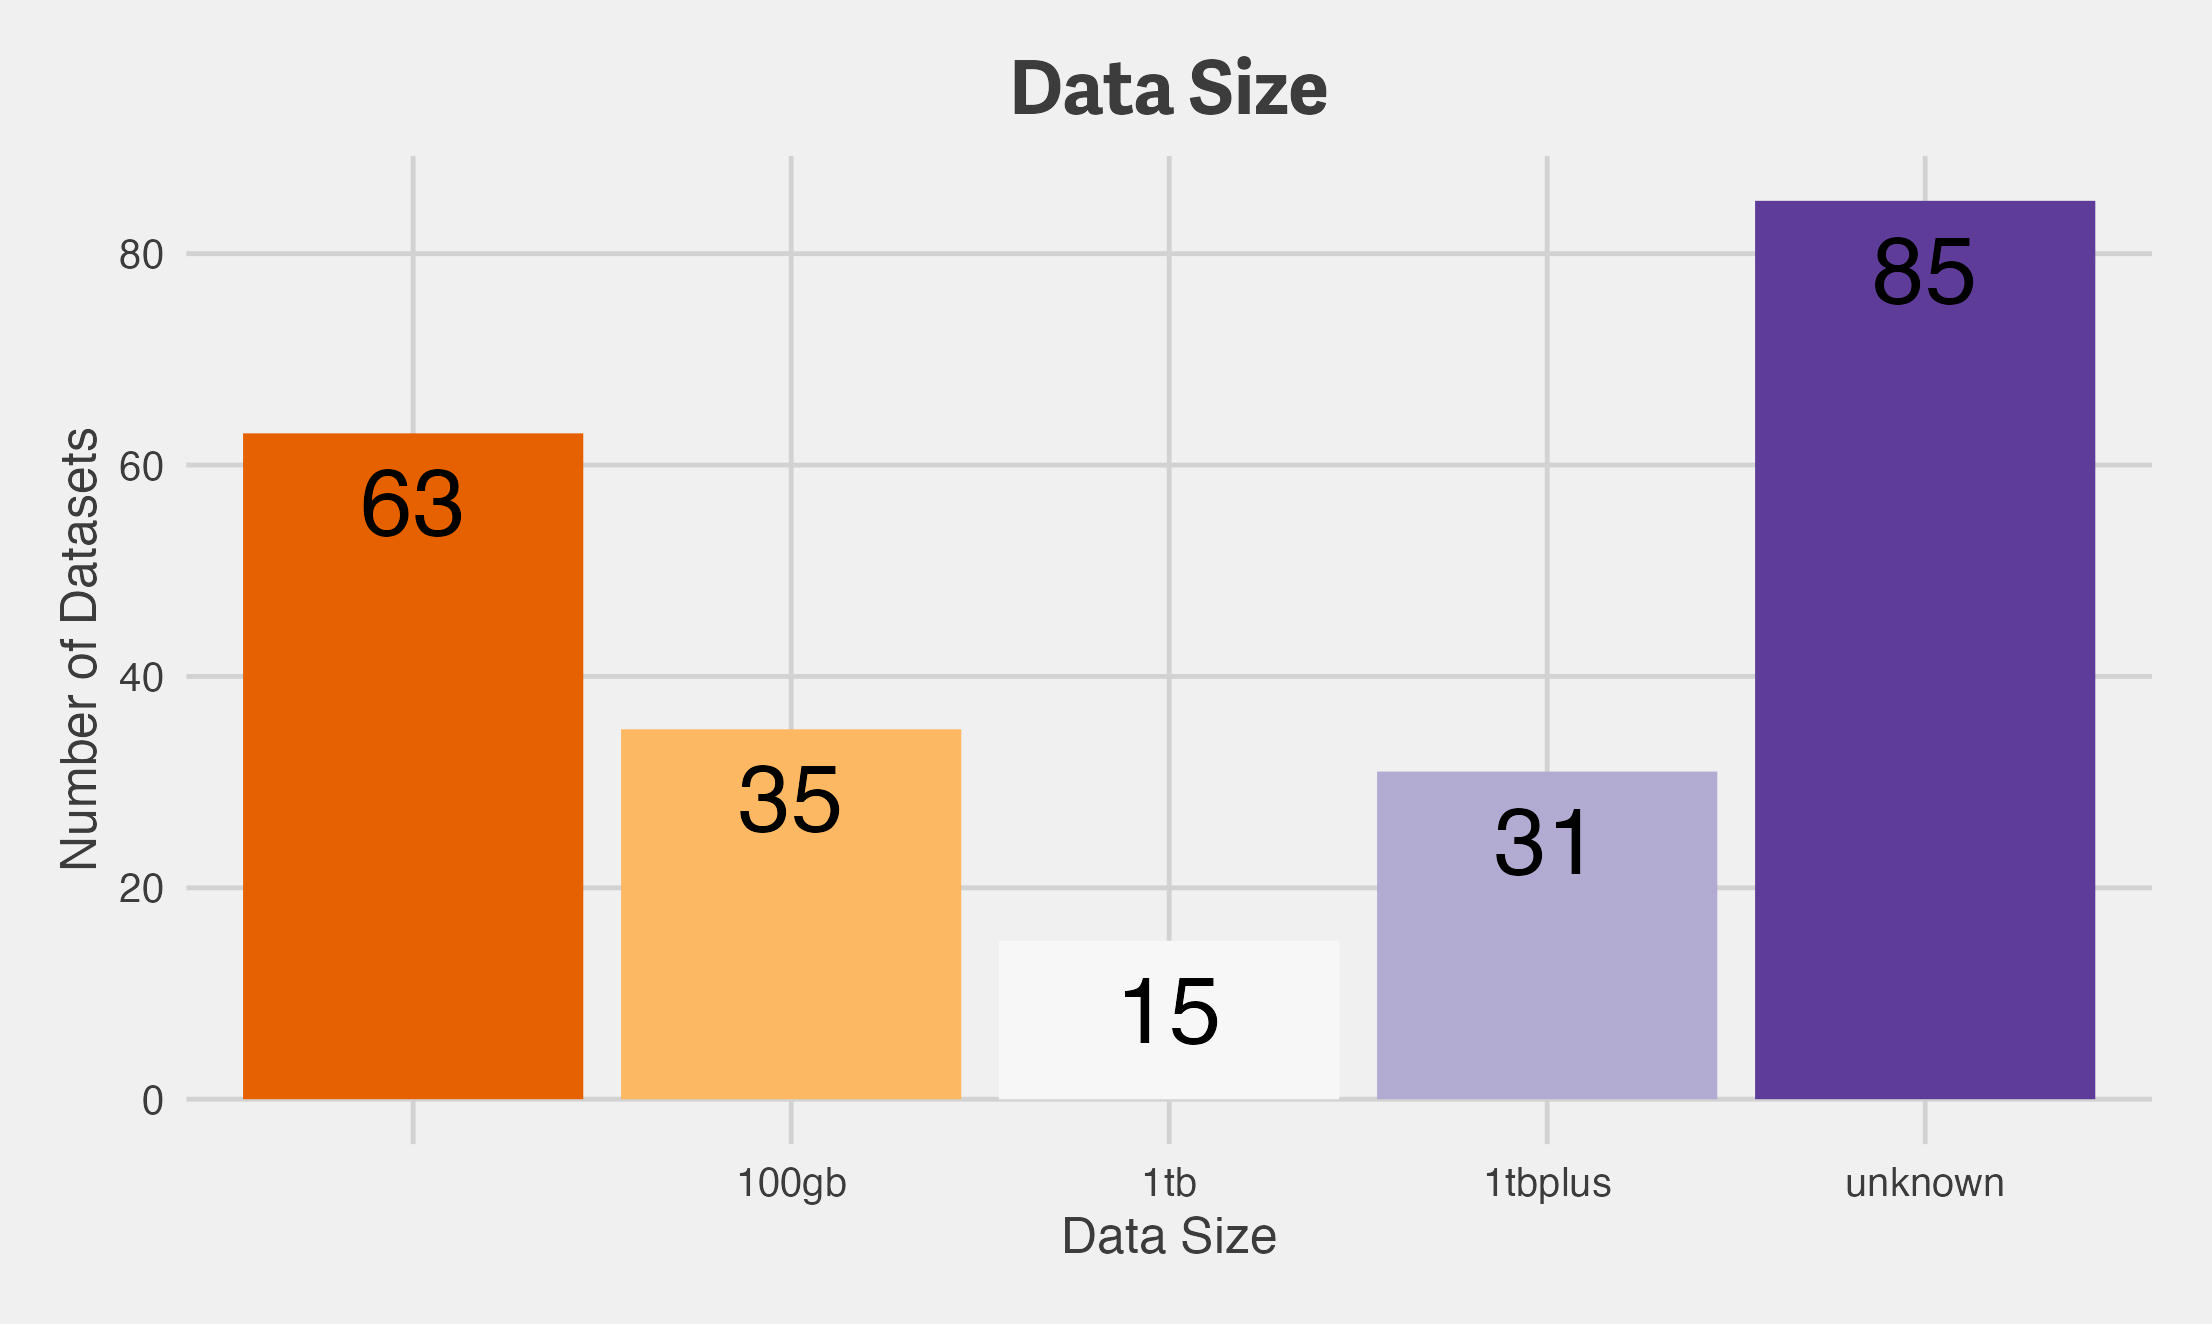 Data Size
Number of Datasets
80
60
40
20
0
63
35
15
31
85
100gb
1tb
1tbplus
unknown
Data Size